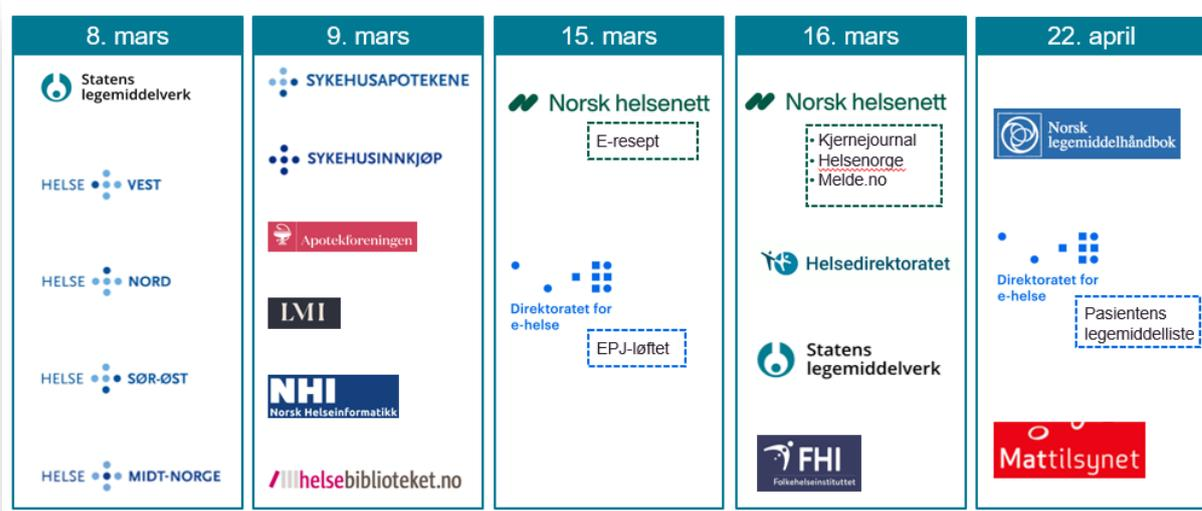 8. mars
Statens
legemiddelverk
HELSE VEST
HELSE NORD
HELSE SØR-ØST
HELSE MIDT-NORGE
9. mars
SYKEHUSAPOTEKENE
SYKEHUSINNKJØP
Apotekforeningen
LMI
NHI
Norsk Helseinformatikk
helsebiblioteket.no
15. mars
Norsk helsenett
E-resept
Direktoratet for
e-helse
EPJ-løftet
16. mars
Norsk helsenett
• Kjernejournal
• Helsenorge
• Melde.no
Helsedirektoratet
Statens
legemiddelverk
FHI
Folkehelseinstituttet
22. april
Norsk
legemiddelhåndbok
Direktoratet for
e-helse
Pasientens
legemiddelliste
Mattilsynet